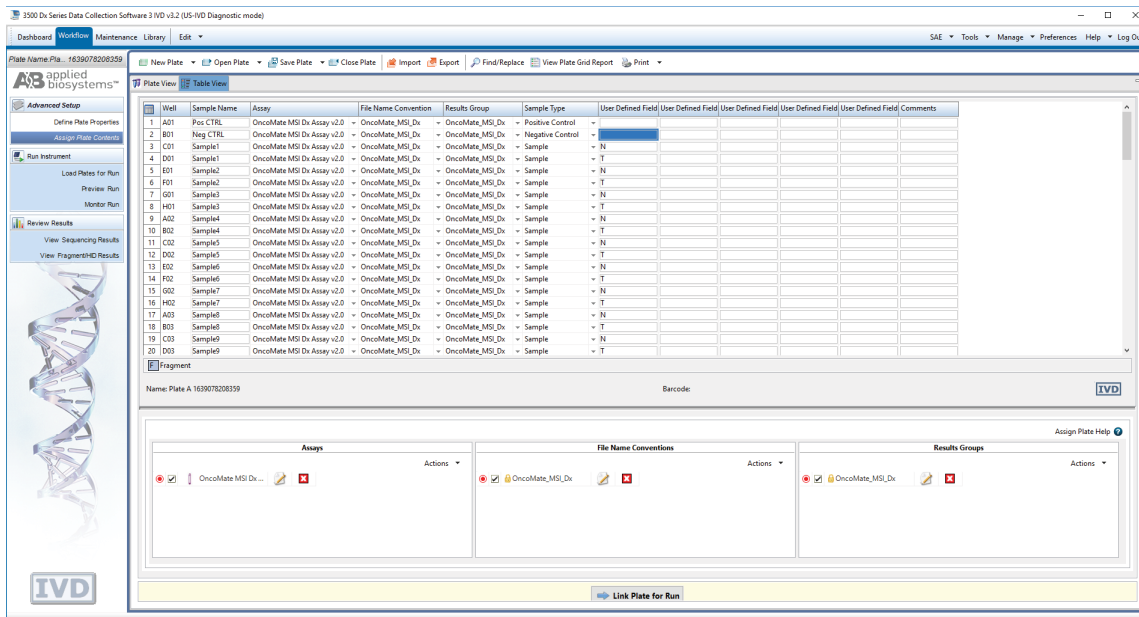 3500 Dx Series Data Collection Software 3 IVD v3.2 (US-IVD Diagnostic mode)
Dashboard Workflow Maintenance Library Edit SAE Tools Manage Preferences Help Log Ou
Plate Name:Pla... 1639078208359 New Plate Open Plate Save Plate Close Plate Import Export Find/Replace View Plate Grid Report Print
AB applied biosystems™
Plate View Table View
Advanced Setup
Define Plate Properties
Assign Plate Contents
Run Instrument
Load Plates for Run
Preview Run
Monitor Run
Review Results
View Sequencing Results
View Fragment/HID Results
IVD
Well Sample Name Assay File Name Convention Results Group Sample Type User Defined Field User Defined Field User Defined Field User Defined Field User Defined Field Comments
1 A01 Pos CTRL OncoMate MSI Dx Assay v2.0 OncoMate_MSI_Dx OncoMate_MSI_Dx Positive Control
2 B01 Neg CTRL OncoMate MSI Dx Assay v2.0 OncoMate_MSI_Dx OncoMate_MSI_Dx Negative Control
3 C01 Sample1 OncoMate MSI Dx Assay v2.0 OncoMate_MSI_Dx OncoMate_MSI_Dx Sample N
4 D01 Sample1 OncoMate MSI Dx Assay v2.0 OncoMate_MSI_Dx OncoMate_MSI_Dx Sample T
5 E01 Sample2 OncoMate MSI Dx Assay v2.0 OncoMate_MSI_Dx OncoMate_MSI_Dx Sample N
6 F01 Sample2 OncoMate MSI Dx Assay v2.0 OncoMate_MSI_Dx OncoMate_MSI_Dx Sample T
7 G01 Sample3 OncoMate MSI Dx Assay v2.0 OncoMate_MSI_Dx OncoMate_MSI_Dx Sample N
8 H01 Sample3 OncoMate MSI Dx Assay v2.0 OncoMate_MSI_Dx OncoMate_MSI_Dx Sample T
9 A02 Sample4 OncoMate MSI Dx Assay v2.0 OncoMate_MSI_Dx OncoMate_MSI_Dx Sample N
10 B02 Sample4 OncoMate MSI Dx Assay v2.0 OncoMate_MSI_Dx OncoMate_MSI_Dx Sample T
11 C02 Sample5 OncoMate MSI Dx Assay v2.0 OncoMate_MSI_Dx OncoMate_MSI_Dx Sample N
12 D02 Sample5 OncoMate MSI Dx Assay v2.0 OncoMate_MSI_Dx OncoMate_MSI_Dx Sample T
13 E02 Sample6 OncoMate MSI Dx Assay v2.0 OncoMate_MSI_Dx OncoMate_MSI_Dx Sample N
14 F02 Sample6 OncoMate MSI Dx Assay v2.0 OncoMate_MSI_Dx OncoMate_MSI_Dx Sample T
15 G02 Sample7 OncoMate MSI Dx Assay v2.0 OncoMate_MSI_Dx OncoMate_MSI_Dx Sample N
16 H02 Sample7 OncoMate MSI Dx Assay v2.0 OncoMate_MSI_Dx OncoMate_MSI_Dx Sample T
17 A03 Sample8 OncoMate MSI Dx Assay v2.0 OncoMate_MSI_Dx OncoMate_MSI_Dx Sample N
18 B03 Sample8 OncoMate MSI Dx Assay v2.0 OncoMate_MSI_Dx OncoMate_MSI_Dx Sample T
19 C03 Sample9 OncoMate MSI Dx Assay v2.0 OncoMate_MSI_Dx OncoMate_MSI_Dx Sample N
20 D03 Sample9 OncoMate MSI Dx Assay v2.0 OncoMate_MSI_Dx OncoMate_MSI_Dx Sample T
F Fragment
Name: Plate A 1639078208359 Barcode: IVD
Assign Plate Help
Assays File Name Conventions Results Groups
Actions Actions Actions
OncoMate MSI Dx ... OncoMate_MSI_Dx OncoMate_MSI_Dx
Link Plate for Run